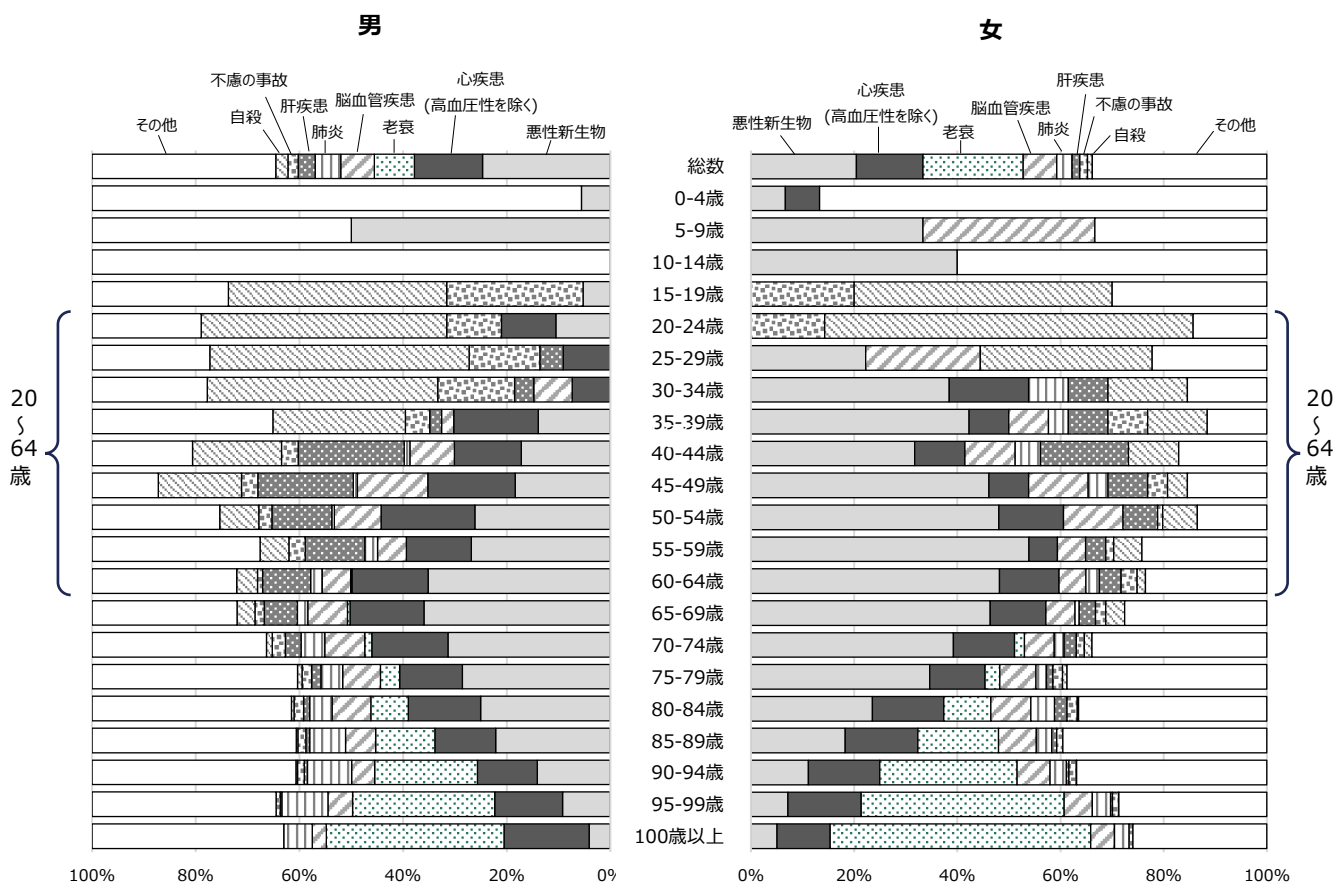 男
女
その他
自殺
不慮の事故
肝疾患
肺炎
脳血管疾患
老衰
心疾患
(高血圧性を除く)
悪性新生物
悪性新生物
心疾患
(高血圧性を除く)
老衰
脳血管疾患
肺炎
肝疾患
不慮の事故
自殺
その他
総数
0-4歳
5-9歳
10-14歳
15-19歳
20-24歳
25-29歳
30-34歳
35-39歳
40-44歳
45-49歳
50-54歳
55-59歳
60-64歳
65-69歳
70-74歳
75-79歳
80-84歳
85-89歳
90-94歳
95-99歳
100歳以上
20
~
64
歳
20
~
64
歳
100%
80%
60%
40%
20%
0%
0%
20%
40%
60%
80%
100%